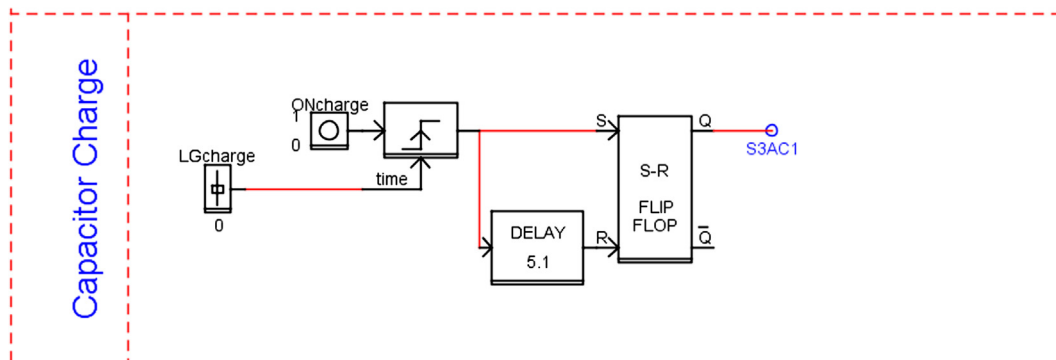 Capacitor Charge
ONcharge
1
0
LGcharge
0
time
S
Q
S3AC1
S-R
FLIP
FLOP
DELAY
5.1
R
Q̅